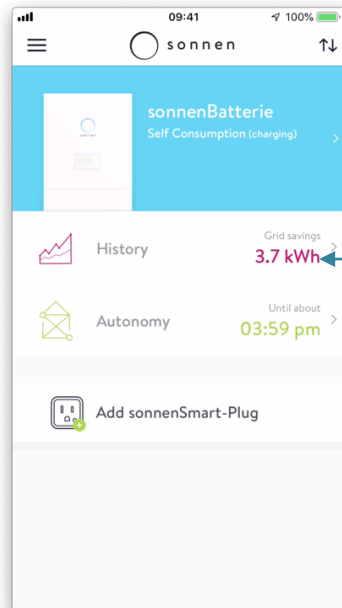 09:41
100%
sonnen
sonnenBatterie
Self Consumption (charging)
History
Grid savings
3.7 kWh
Autonomy
Until about
03:59 pm
Add sonnenSmart-Plug